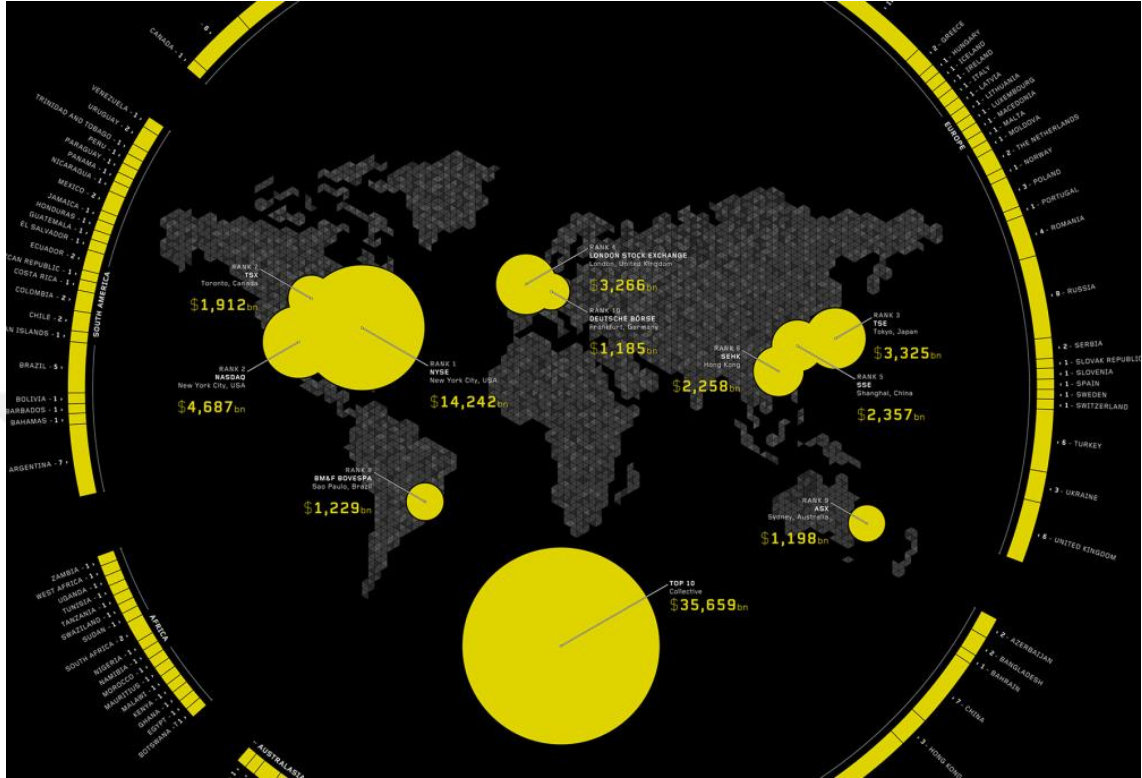 - 6
CANADA - 1
VENEZUELA - 1
URUGUAY - 2
TRINIDAD AND TOBAGO - 1
PERU - 1
PARAGUAY - 1
PANAMA - 1
NICARAGUA - 1
MEXICO - 2
JAMAICA - 1
HONDURAS - 1
GUATEMALA - 1
EL SALVADOR - 1
ECUADOR - 2
CAN REPUBLIC - 1
COSTA RICA - 1
COLOMBIA - 2
CHILE - 2
AN ISLANDS - 1
BRAZIL - 5
BOLIVIA - 1
BARBADOS - 1
BAHAMAS - 1
ARGENTINA - 7
SOUTH AMERICA
ZAMBIA - 1
WEST AFRICA - 1
UGANDA - 1
TUNISIA - 1
TANZANIA - 1
SWAZILAND - 1
SUDAN - 1
SOUTH AFRICA - 2
NIGERIA - 1
NAMIBIA - 1
MOROCCO - 1
MAURITIUS - 1
MALAWI - 1
KENYA - 1
GHANA - 1
EGYPT - 1
BOTSWANA - 1
AFRICA
- AUSTRALASIA
TSX
Toronto, Canada
$1,912bn
RANK 2
NASDAQ
New York City, USA
$4,687bn
RANK 1
NYSE
New York City, USA
$14,242bn
RANK 4
LONDON STOCK EXCHANGE
London, United Kingdom
$3,266bn
RANK 10
DEUTSCHE BÖRSE
Frankfurt, Germany
$1,185bn
RANK 3
TSE
Tokyo, Japan
$3,325bn
SEHK
Hong Kong
$2,258bn
RANK 5
SSE
Shanghai, China
$2,357bn
BM&F BOVESPA
Sao Paulo, Brazil
$1,229bn
RANK 9
ASX
Sydney, Australia
$1,198bn
TOP 10
Collective
$35,659bn
2 - GREECE
1 - HUNGARY
1 - ICELAND
1 - IRELAND
1 - ITALY
1 - LATVIA
1 - LITHUANIA
1 - LUXEMBOURG
1 - MACEDONIA
1 - MALTA
1 - MOLDOVA
2 - THE NETHERLANDS
1 - NORWAY
3 - POLAND
1 - PORTUGAL
4 - ROMANIA
8 - RUSSIA
2 - SERBIA
1 - SLOVAK REPUBLIC
1 - SLOVENIA
1 - SPAIN
1 - SWEDEN
1 - SWITZERLAND
6 - TURKEY
3 - UKRAINE
6 - UNITED KINGDOM
EUROPE
2 - AZERBAIJAN
2 - BANGLADESH
1 - BAHRAIN
7 - CHINA
3 - HONG KONG